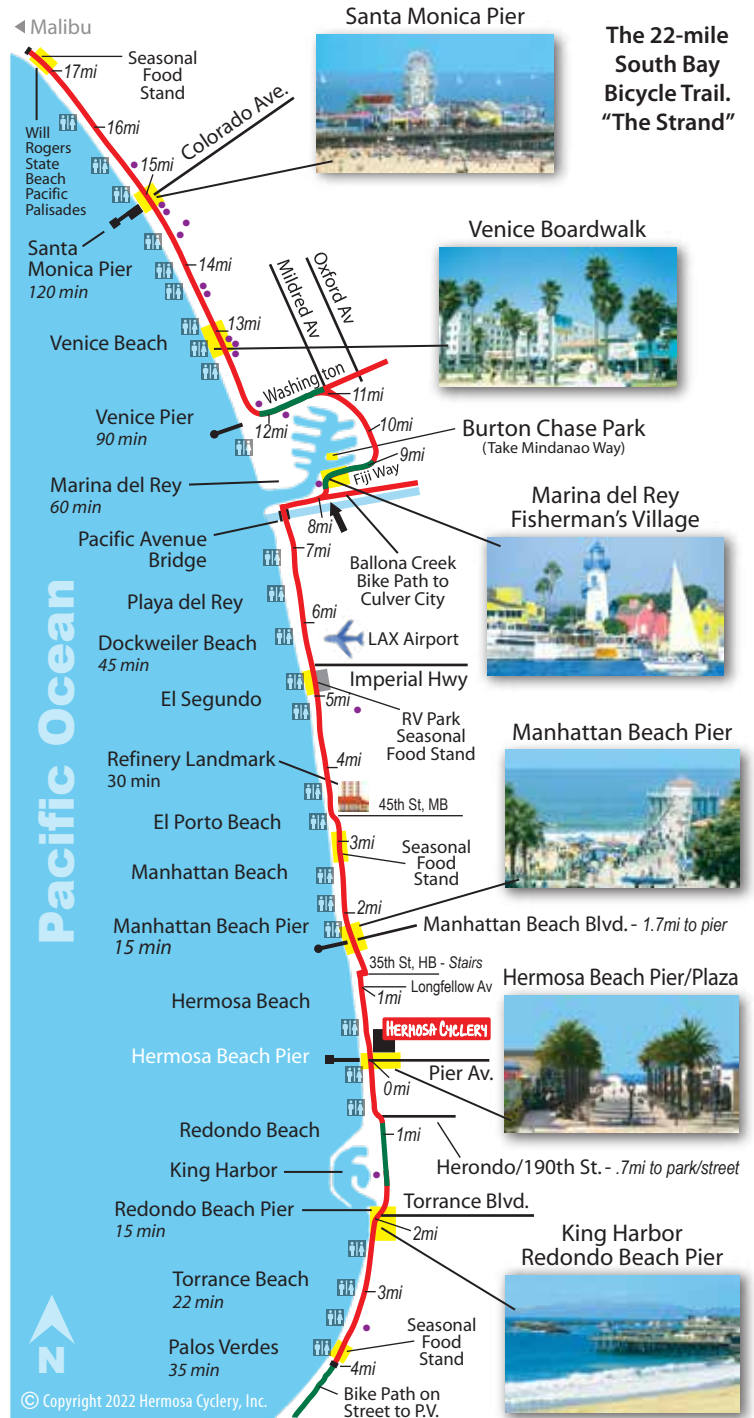 Malibu
Santa Monica Pier
The 22-mile
South Bay
Bicycle Trail.
“The Strand”
Seasonal
Food
Stand
17mi
Will
Rogers
State
Beach
Pacific
Palisades
16mi
Colorado Ave.
15mi
Santa
Monica Pier
120 min
14mi
Venice Boardwalk
Mildred Av
Oxford Av
13mi
Venice Beach
Washington
11mi
Venice Pier
90 min
12mi
10mi
Burton Chase Park
(Take Mindanao Way)
9mi
Fiji Way
Marina del Rey
60 min
8mi
Marina del Rey
Fisherman’s Village
Pacific Avenue
Bridge
7mi
Ballona Creek
Bike Path to
Culver City
Playa del Rey
6mi
Pacific Ocean
Dockweiler Beach
45 min
LAX Airport
Imperial Hwy
El Segundo
5mi
RV Park
Seasonal
Food Stand
Manhattan Beach Pier
Refinery Landmark
30 min
4mi
45th St, MB
El Porto Beach
3mi
Seasonal
Food
Stand
Manhattan Beach
2mi
Manhattan Beach Pier
15 min
Manhattan Beach Blvd. - 1.7mi to pier
35th St, HB - Stairs
Longfellow Av
1mi
Hermosa Beach
Hermosa Beach Pier/Plaza
HERMOSA CYCLERY
Hermosa Beach Pier
Pier Av.
0mi
Redondo Beach
1mi
Herondo/190th St. - .7mi to park/street
King Harbor
Torrance Blvd.
Redondo Beach Pier
15 min
2mi
King Harbor
Redondo Beach Pier
Torrance Beach
22 min
3mi
Palos Verdes
35 min
Seasonal
Food
Stand
4mi
N
Bike Path on
Street to P.V.
© Copyright 2022 Hermosa Cyclery, Inc.